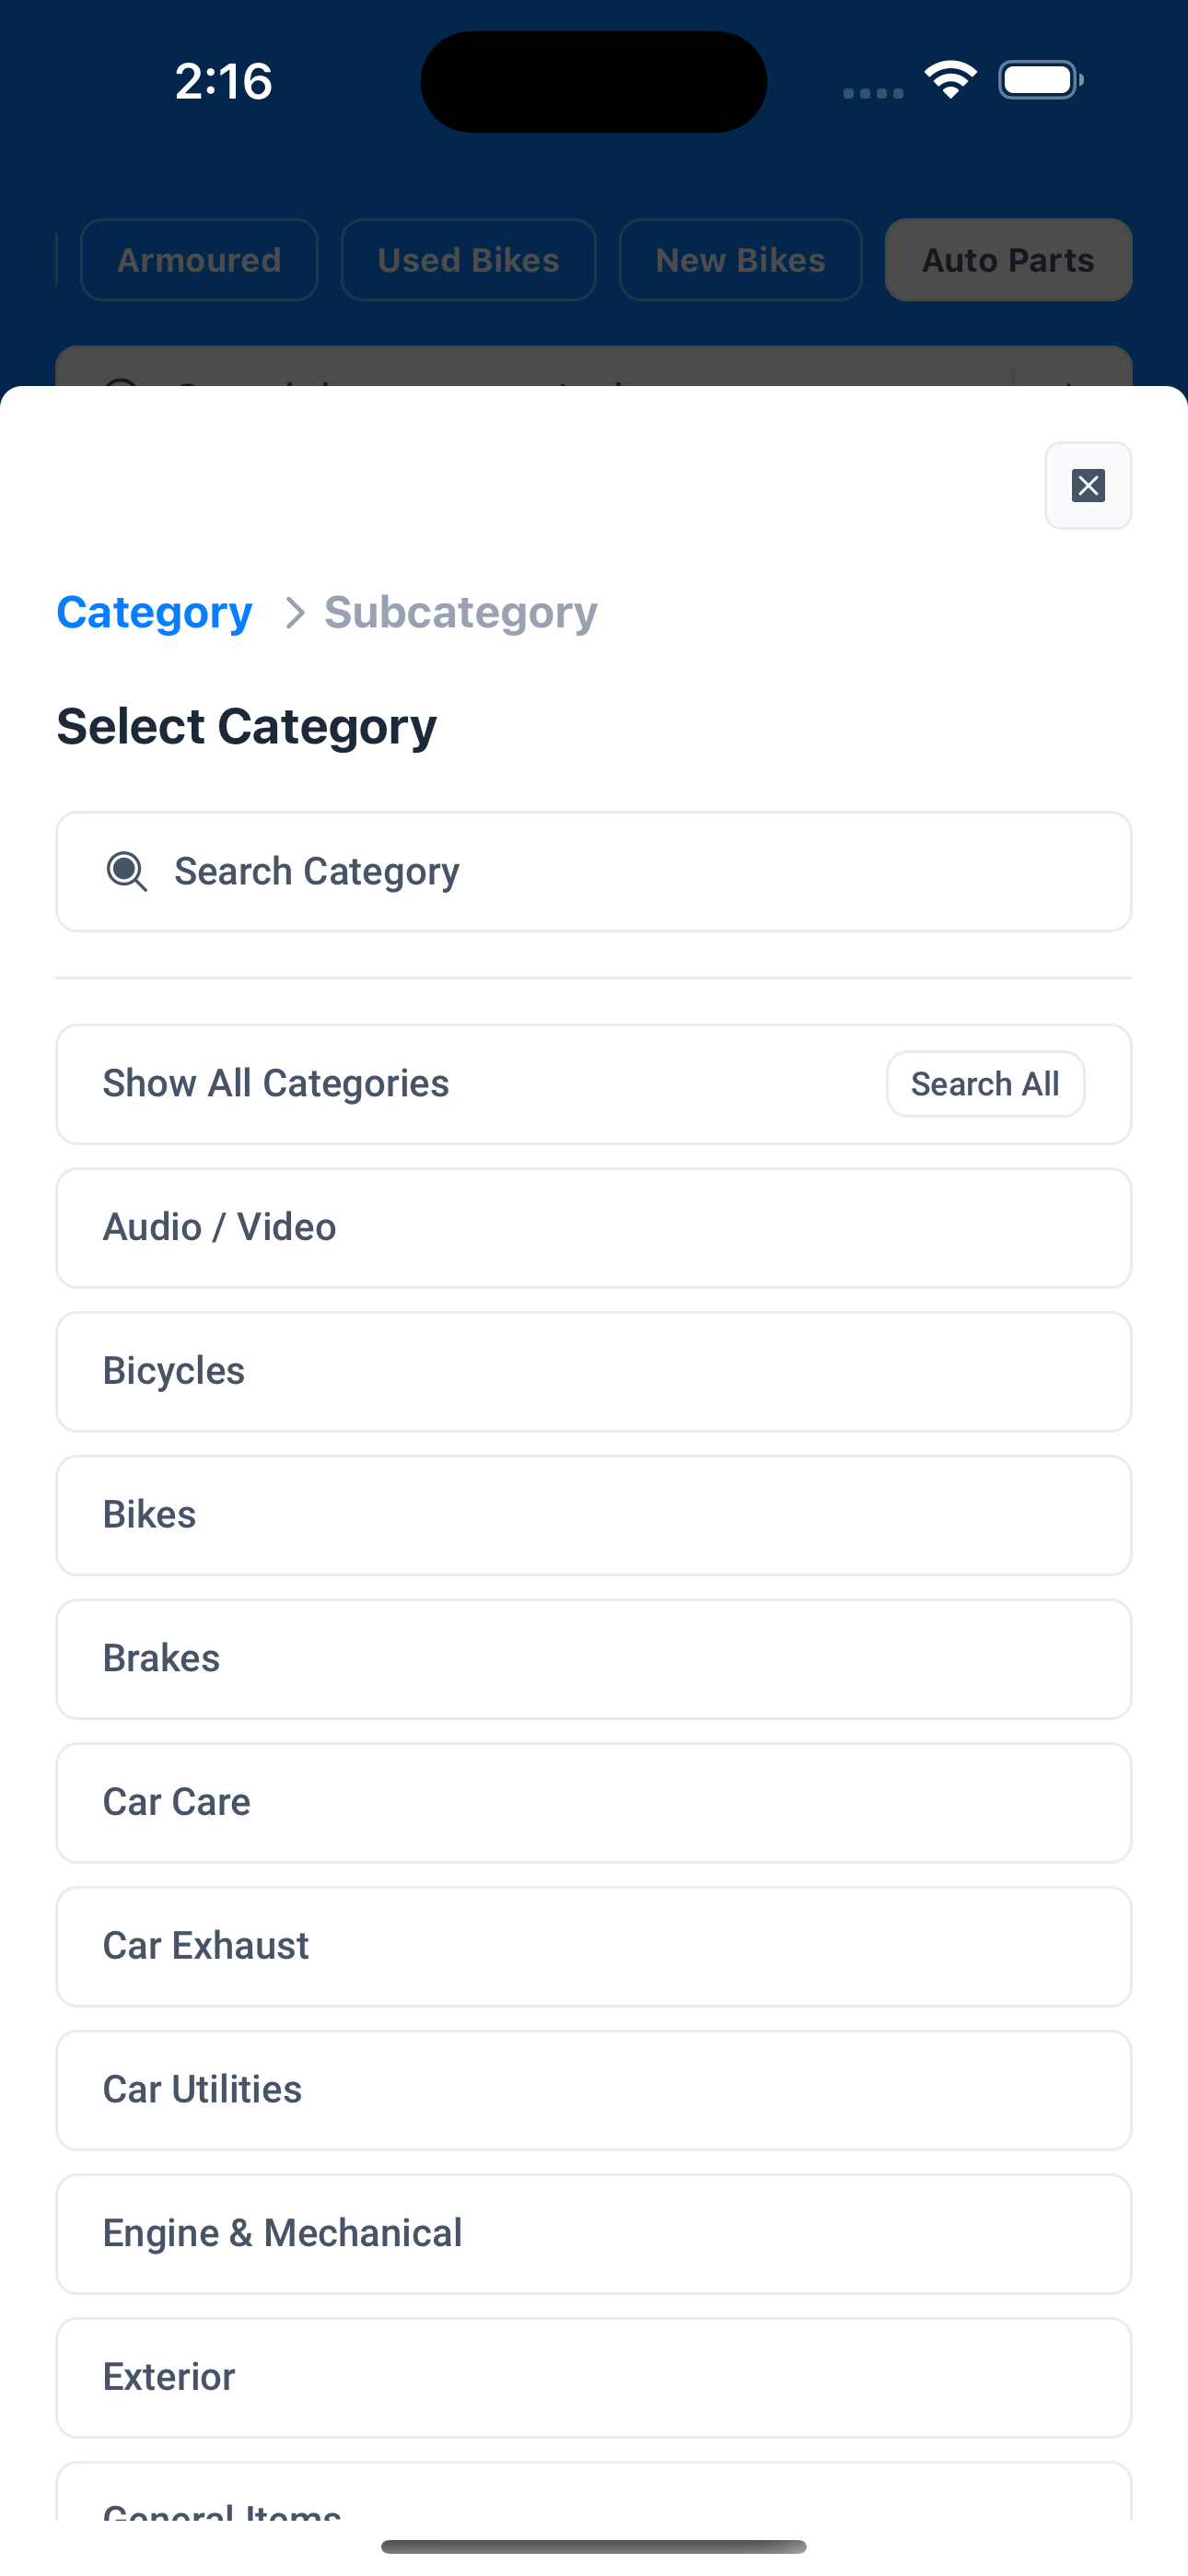 2:16
Armoured
Used Bikes
New Bikes
Auto Parts
Category > Subcategory
Select Category
Search Category
Show All Categories
Search All
Audio / Video
Bicycles
Bikes
Brakes
Car Care
Car Exhaust
Car Utilities
Engine & Mechanical
Exterior
General Items